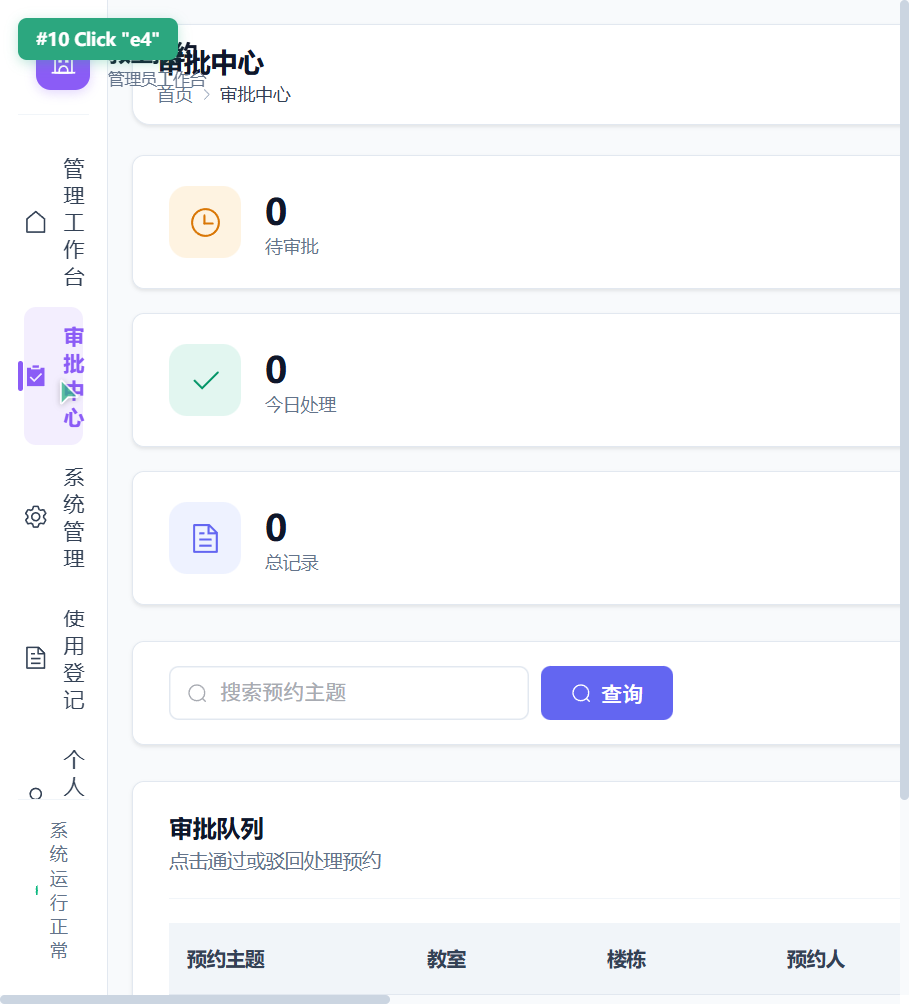 #10 Click "e4"
管理员工作台
审批中心
首页 > 审批中心
管理工作台
审批中心
系统管理
使用登记
个人
系统运行正常
0
待审批
0
今日处理
0
总记录
搜索预约主题
查询
审批队列
点击通过或驳回处理预约
预约主题 教室 楼栋 预约人